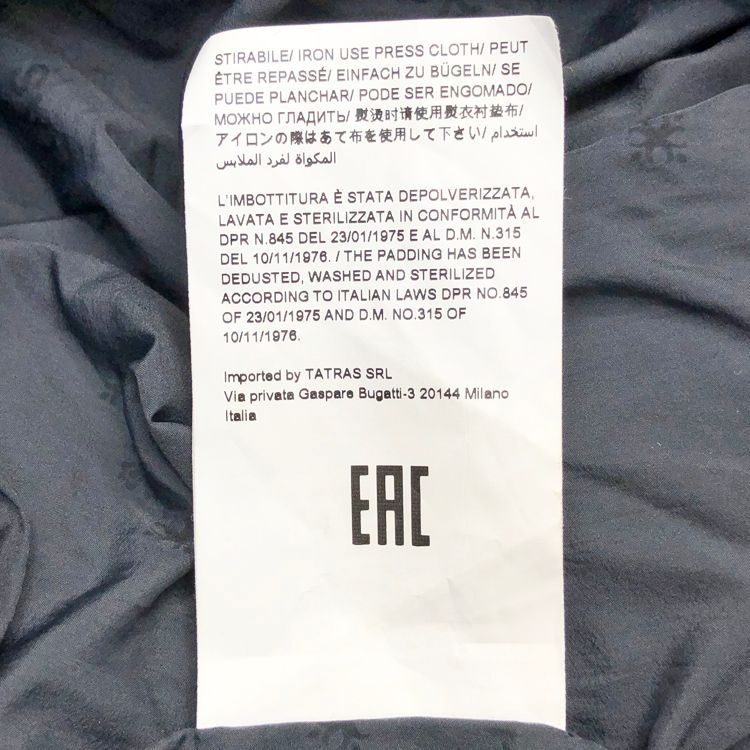 STIRABILE/ IRON USE PRESS CLOTH/ PEUT
ÊTRE REPASSÉ/ EINFACH ZU BÜGELN/ SE
PUEDE PLANCHAR/ PODE SER ENGOMADO/
МОЖНО ГЛАДИТЬ/ 熨烫时请使用熨衣衬垫布/
アイロンの際はあて布を使用して下さい/ استخدام
المكواة لفرد الملابس
L'IMBOTTITURA È STATA DEPOLVERIZZATA,
LAVATA E STERILIZZATA IN CONFORMITÀ AL
DPR N.845 DEL 23/01/1975 E AL D.M. N.315
DEL 10/11/1976. / THE PADDING HAS BEEN
DEDUSTED, WASHED AND STERILIZED
ACCORDING TO ITALIAN LAWS DPR NO.845
OF 23/01/1975 AND D.M. NO.315 OF
10/11/1976.
Imported by TATRAS SRL
Via privata Gaspare Bugatti-3 20144 Milano
Italia
EAC